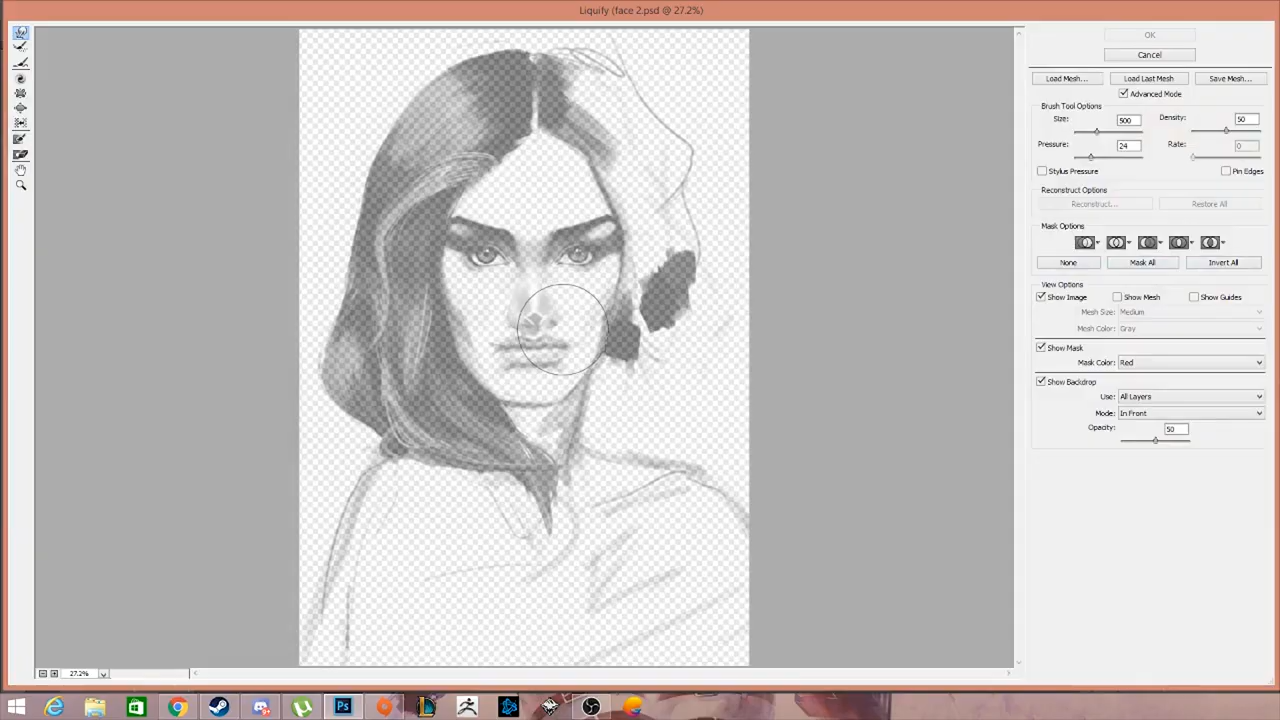 Liquify (face 2.psd @ 27.2%)
OK
Cancel
Load Mesh... Load Last Mesh Save Mesh...
Advanced Mode
Brush Tool Options
Size: 500 Density: 50
Pressure: 24 Rate: 0
Stylus Pressure Pin Edges
Reconstruct Options
Reconstruct... Restore All
Mask Options
None Mask All Invert All
View Options
Show Image Show Mesh Show Guides
Mesh Size: Medium
Mesh Color: Gray
Show Mask
Mask Color: Red
Show Backdrop
Use: All Layers
Mode: In Front
Opacity: 50
27.2%
Ps